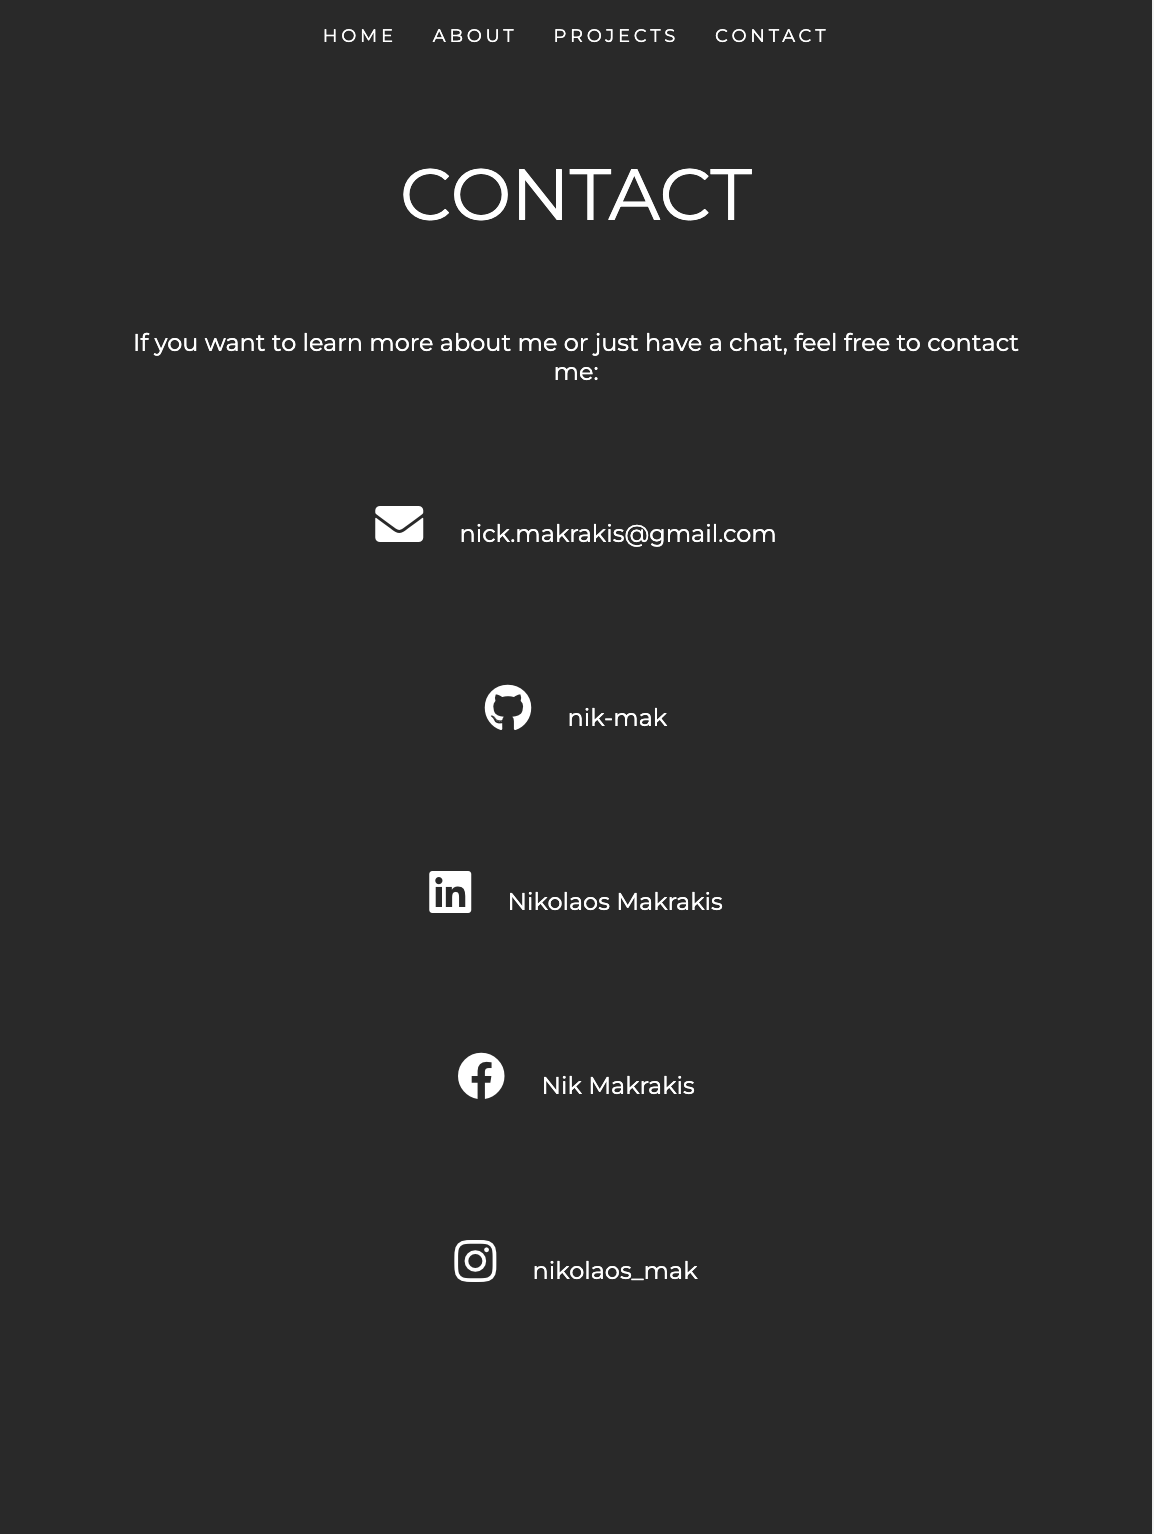 HOME ABOUT PROJECTS CONTACT
CONTACT
If you want to learn more about me or just have a chat, feel free to contact
me:
nick.makrakis@gmail.com
nik-mak
in Nikolaos Makrakis
Nik Makrakis
nikolaos_mak